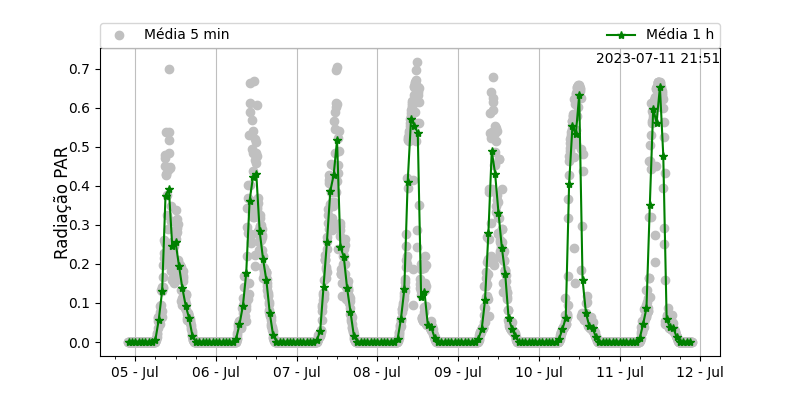 Média 5 min
Média 1 h
2023-07-11 21:51
Radiação PAR
0.7
0.6
0.5
0.4
0.3
0.2
0.1
0.0
05 - Jul
06 - Jul
07 - Jul
08 - Jul
09 - Jul
10 - Jul
11 - Jul
12 - Jul